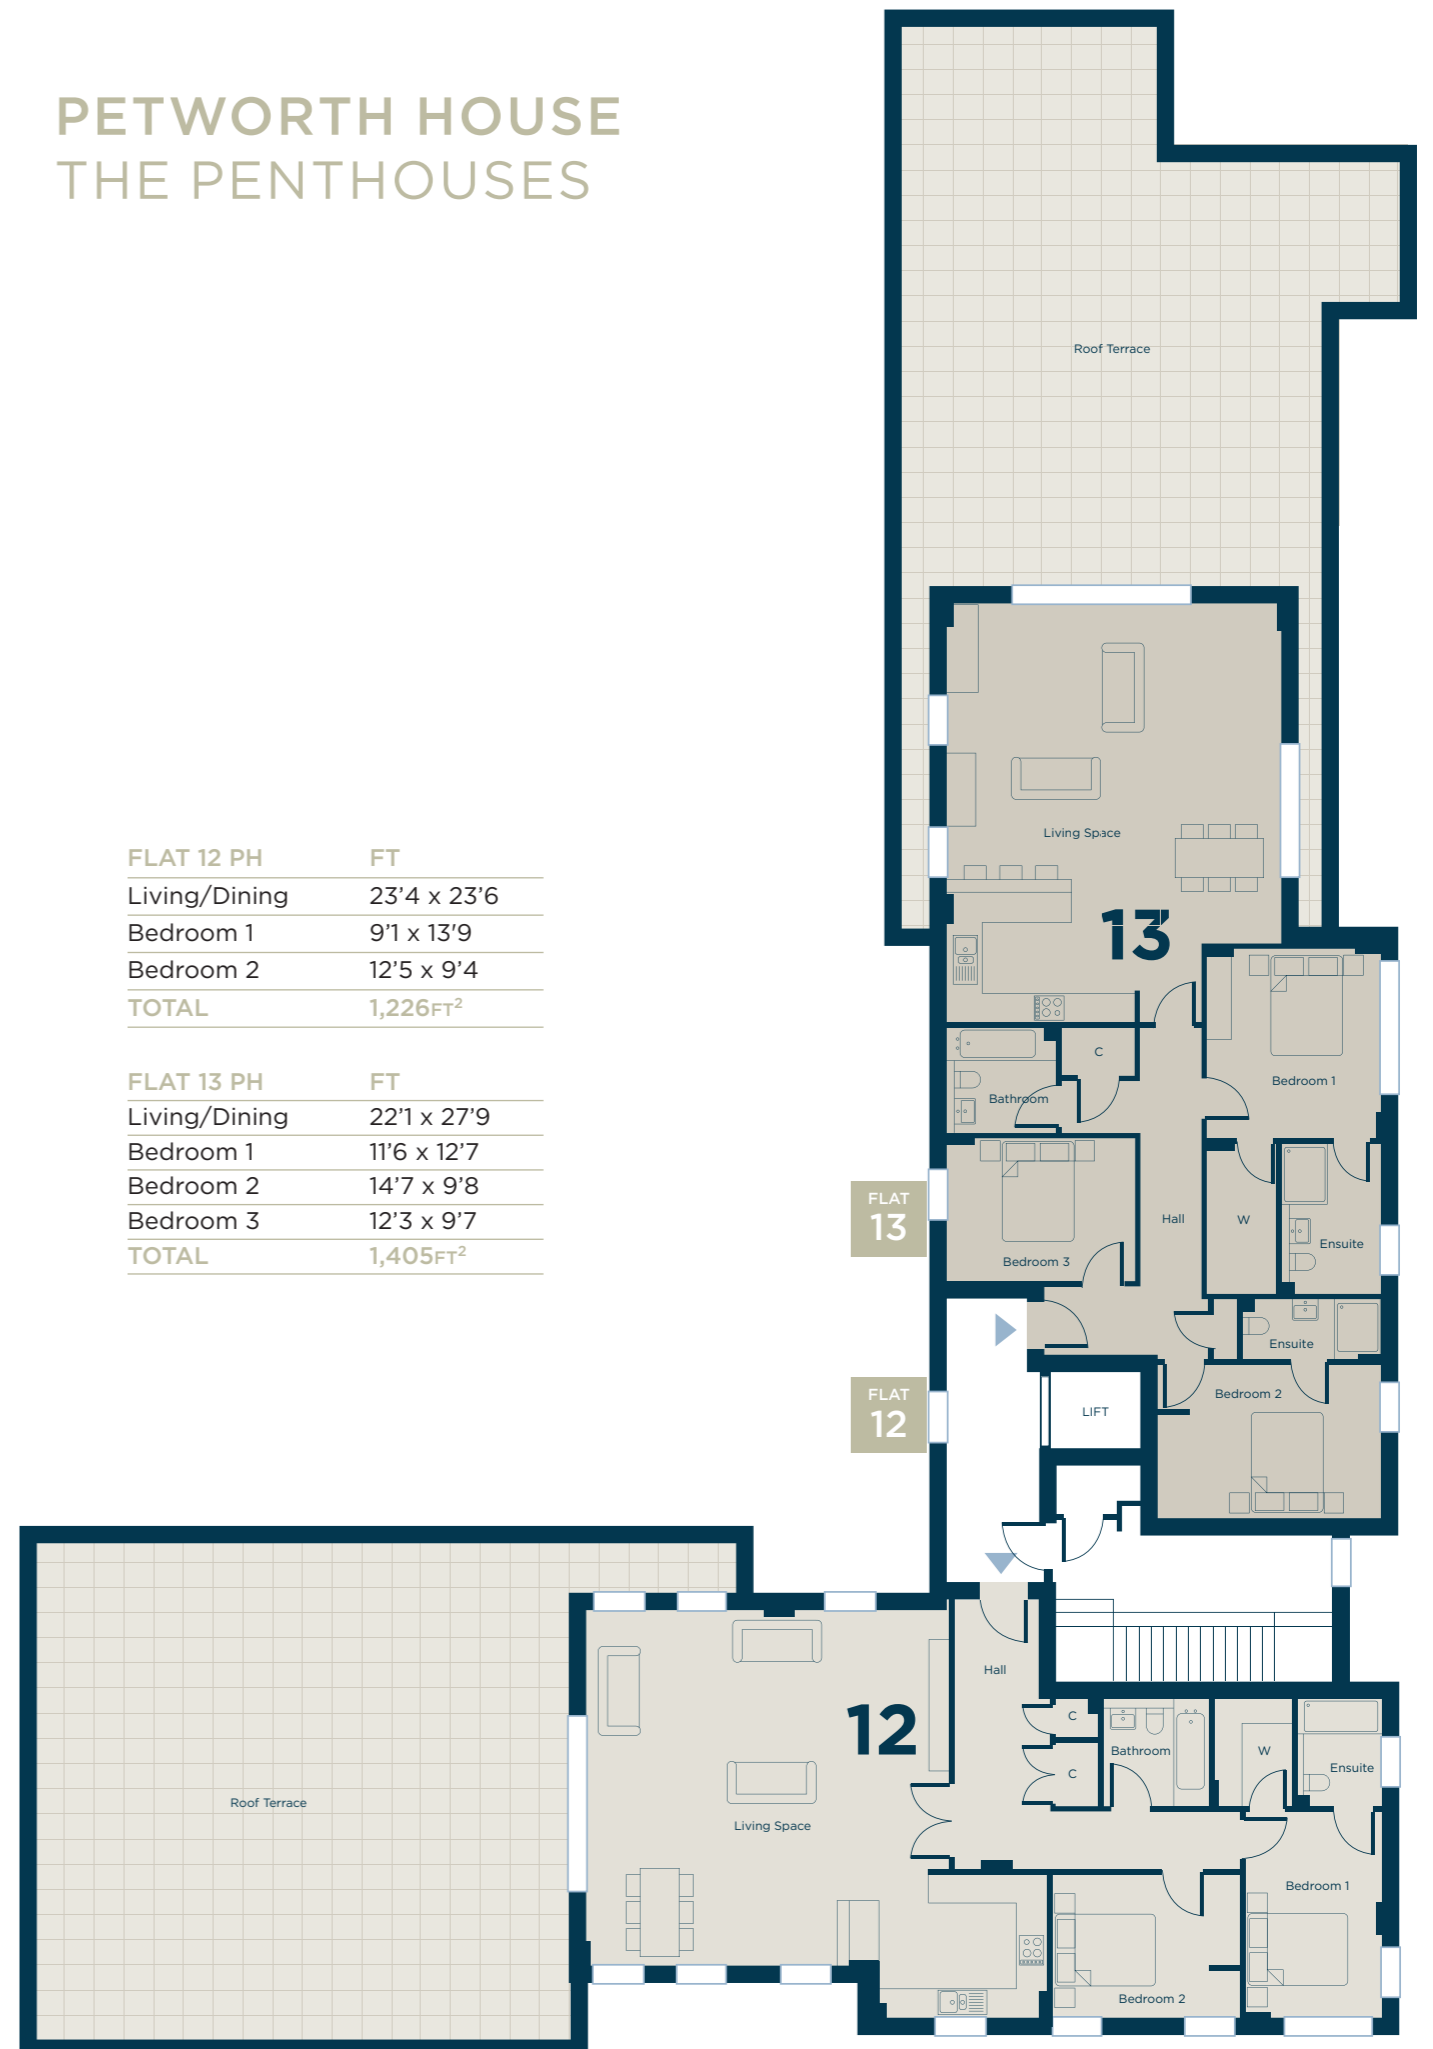 PETWORTH HOUSE
THE PENTHOUSES
Roof Terrace
Living Space
13
FLAT 12 PH FT
Living/Dining 23’4 x 23’6
Bedroom 1 9’1 x 13’9
Bedroom 2 12’5 x 9’4
TOTAL 1,226FT²
FLAT 13 PH FT
Living/Dining 22’1 x 27’9
Bedroom 1 11’6 x 12’7
Bedroom 2 14’7 x 9’8
Bedroom 3 12’3 x 9’7
TOTAL 1,405FT²
C
Bedroom 1
Bathroom
FLAT
13
Hall
W
Ensuite
Bedroom 3
Ensuite
FLAT
12
Bedroom 2
LIFT
Hall
12
C
Bathroom
W
Ensuite
C
Roof Terrace
Living Space
Bedroom 1
Bedroom 2